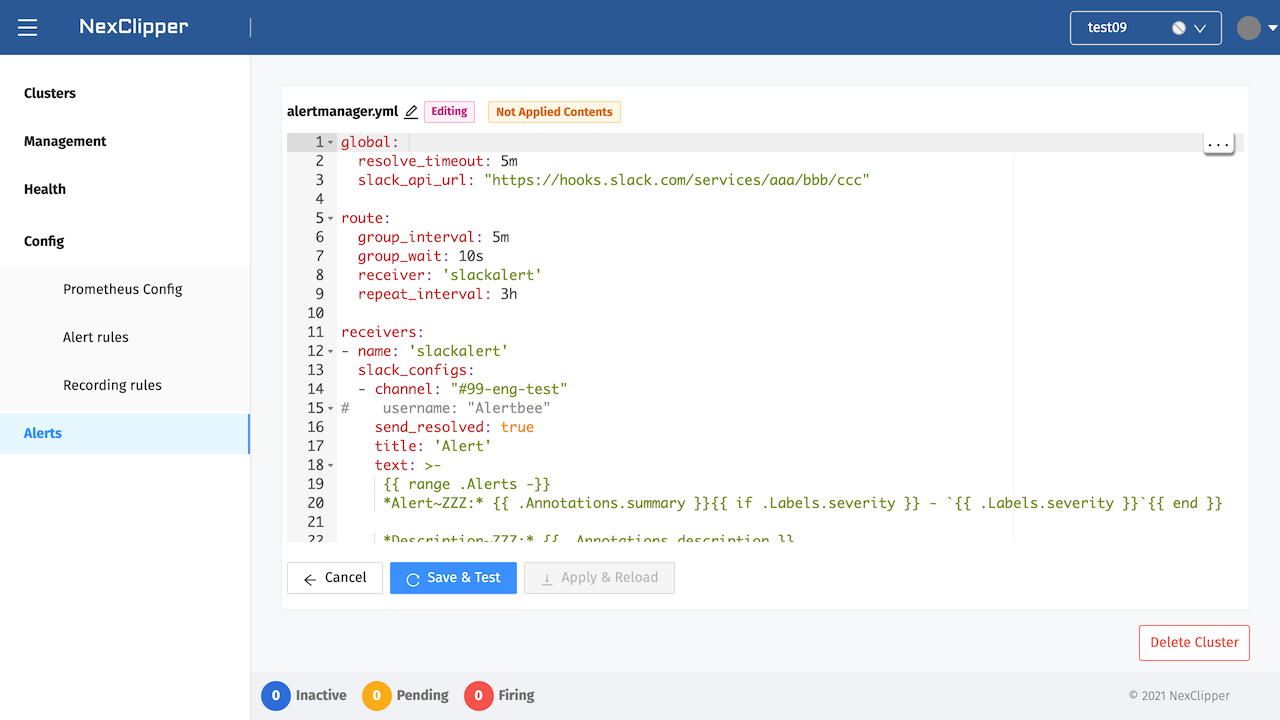 NexClipper
test09
Clusters
Management
Health
Config
Prometheus Config
Alert rules
Recording rules
Alerts
alertmanager.yml Editing Not Applied Contents
1 global: ...
2 resolve_timeout: 5m
3 slack_api_url: "https://hooks.slack.com/services/aaa/bbb/ccc"
4
5 route:
6 group_interval: 5m
7 group_wait: 10s
8 receiver: 'slackalert'
9 repeat_interval: 3h
10
11 receivers:
12 - name: 'slackalert'
13 slack_configs:
14 - channel: "#99-eng-test"
15 # username: "Alertbee"
16 send_resolved: true
17 title: 'Alert'
18 text: >-
19 {{ range .Alerts -}}
20 *Alert~ZZZ:* {{ .Annotations.summary }}{{ if .Labels.severity }} - `{{ .Labels.severity }}`{{ end }}
21
22 *Description~ZZZ:* {{ .Annotations.description }}
Cancel Save & Test Apply & Reload
Delete Cluster
0 Inactive 0 Pending 0 Firing
© 2021 NexClipper